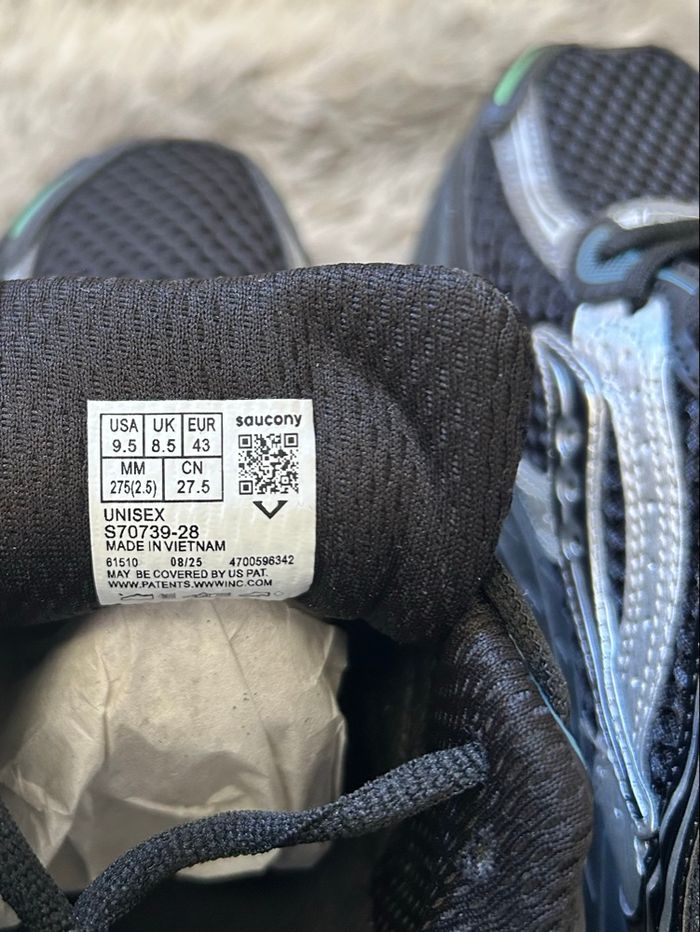 USA UK EUR
9.5 8.5 43
MM CN
275(2.5) 27.5
saucony
UNISEX
S70739-28
MADE IN VIETNAM
61510 08/25 4700596342
MAY BE COVERED BY US PAT.
WWW.PATENTS.WWWINC.COM